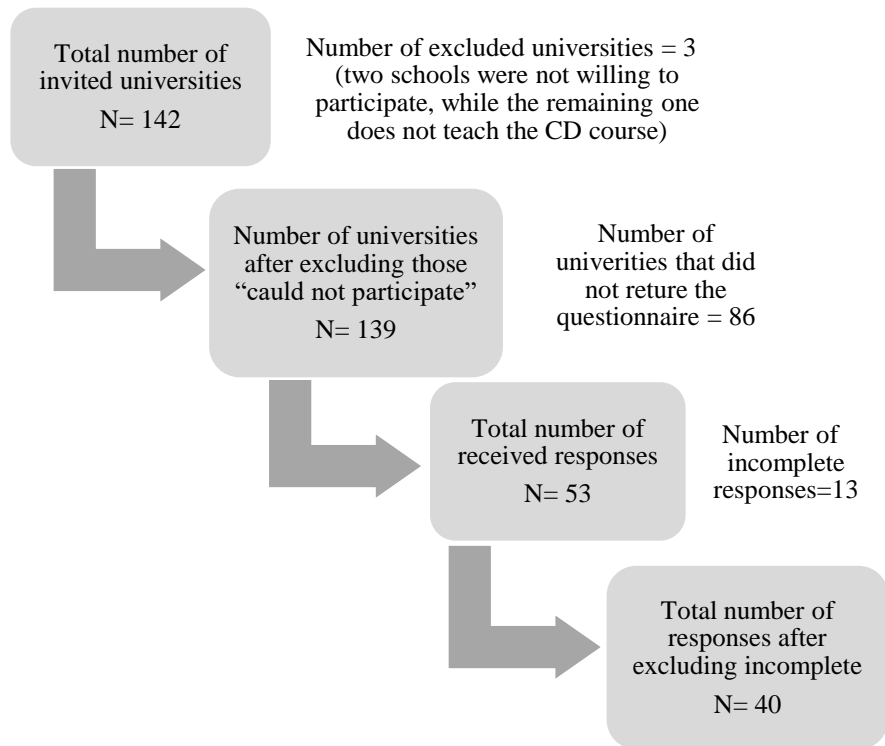 Total number of
invited universities
N= 142
Number of excluded universities = 3
(two schools were not willing to
participate, while the remaining one
does not teach the CD course)
Number of universities
after excluding those
“cauld not participate”
N= 139
Number of
univerities that did
not reture the
questionnaire = 86
Total number of
received responses
N= 53
Number of
incomplete
responses=13
Total number of
responses after
excluding incomplete
N= 40